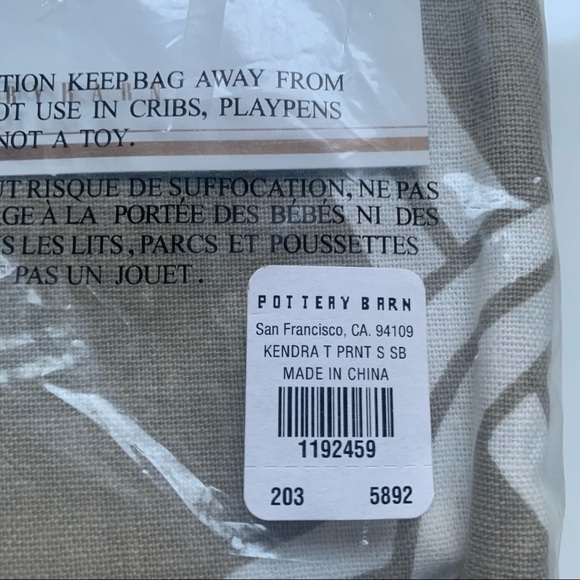 TION KEEP BAG AWAY FROM
OT USE IN CRIBS, PLAYPENS
NOT A TOY.
UT RISQUE DE SUFFOCATION, NE PAS
GE À LA PORTÉE DES BÉBÉS NI DES
S LES LITS, PARCS ET POUSSETTES
PAS UN JOUET.
POTTERY BARN
San Francisco, CA. 94109
KENDRA T PRNT S SB
MADE IN CHINA
1192459
203 5892